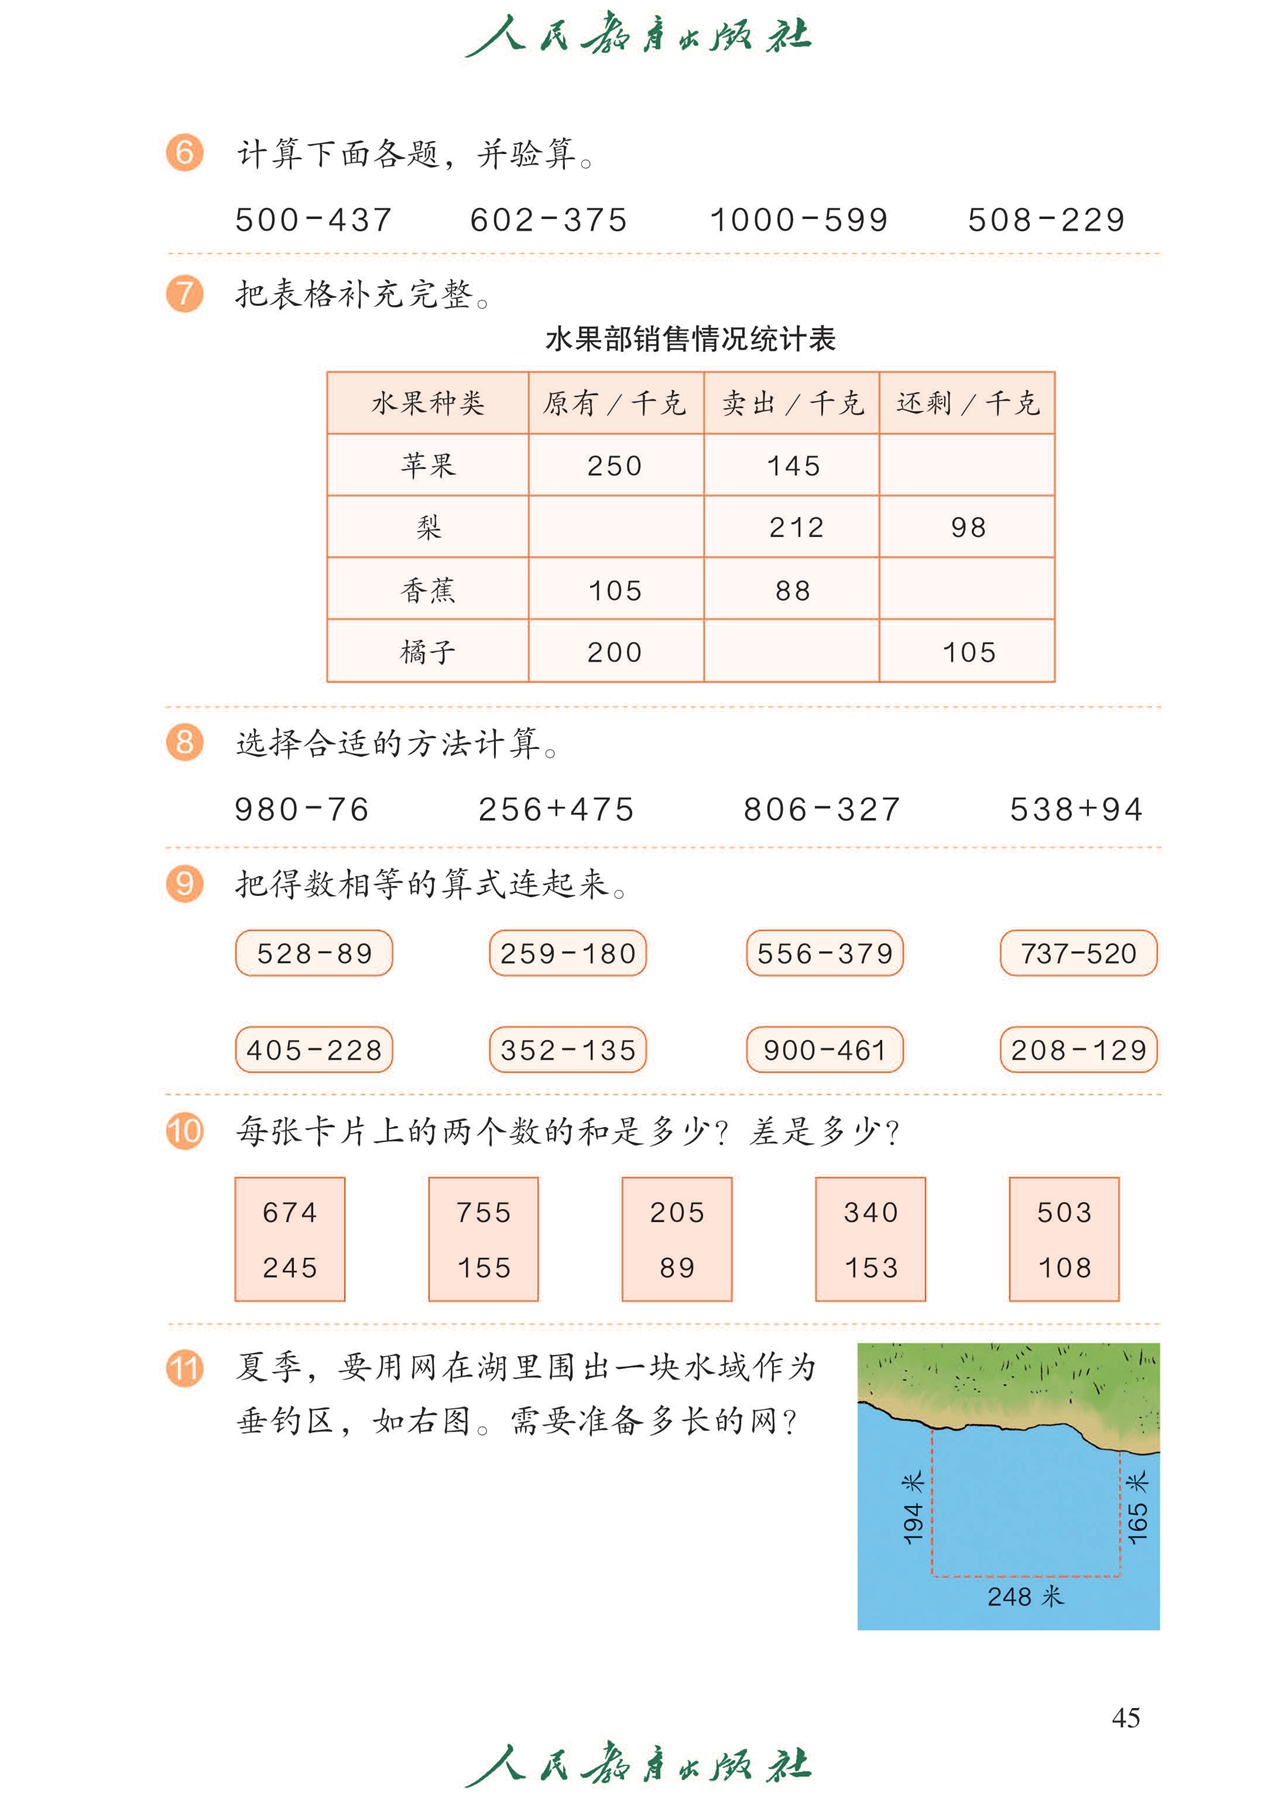 人民教育出版社
6 计算下面各题，并验算。
500-437 602-375 1000-599 508-229
7 把表格补充完整。
水果部销售情况统计表
水果种类 原有/千克 卖出/千克 还剩/千克
苹果 250 145
梨 212 98
香蕉 105 88
橘子 200 105
8 选择合适的方法计算。
980-76 256+475 806-327 538+94
9 把得数相等的算式连起来。
528-89 259-180 556-379 737-520
405-228 352-135 900-461 208-129
10 每张卡片上的两个数的和是多少？差是多少？
674 755 205 340 503
245 155 89 153 108
11 夏季，要用网在湖里围出一块水域作为
垂钓区，如右图。需要准备多长的网？
194 米
165 米
248 米
45
人民教育出版社